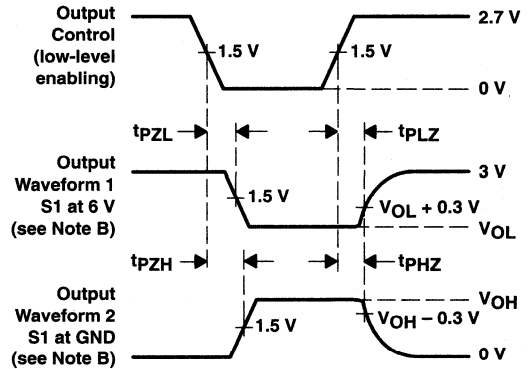 Output
Control
(low-level
enabling)
1.5 V
1.5 V
2.7 V
0 V
tPZL
tPLZ
Output
Waveform 1
S1 at 6 V
(see Note B)
1.5 V
3 V
VOL + 0.3 V
VOL
tPZH
tPHZ
Output
Waveform 2
S1 at GND
(see Note B)
1.5 V
VOH
VOH – 0.3 V
0 V